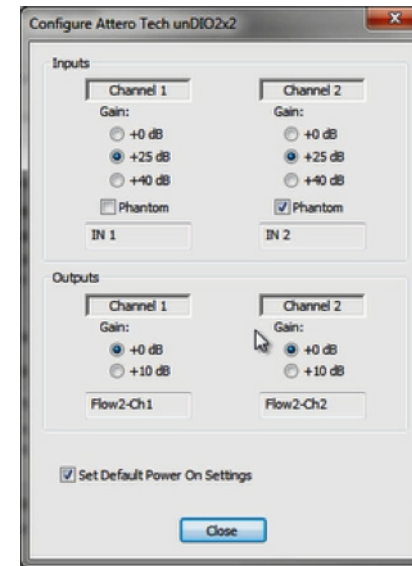 Configure Attero Tech unDIO2x2
Inputs
Channel 1
Gain:
+0 dB
+25 dB
+40 dB
Phantom
IN 1
Channel 2
Gain:
+0 dB
+25 dB
+40 dB
Phantom
IN 2
Outputs
Channel 1
Gain:
+0 dB
+10 dB
Flow2-Ch1
Channel 2
Gain:
+0 dB
+10 dB
Flow2-Ch2
Set Default Power On Settings
Close